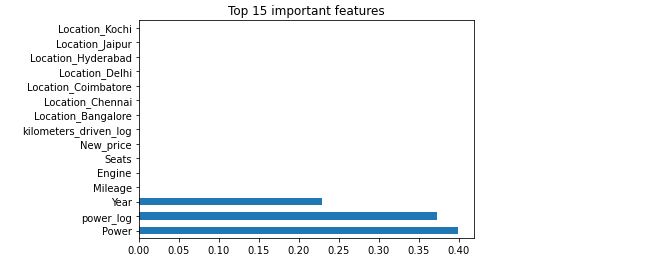 Top 15 important features
Location_Kochi
Location_Jaipur
Location_Hyderabad
Location_Delhi
Location_Coimbatore
Location_Chennai
Location_Bangalore
kilometers_driven_log
New_price
Seats
Engine
Mileage
Year
power_log
Power
0.00 0.05 0.10 0.15 0.20 0.25 0.30 0.35 0.40